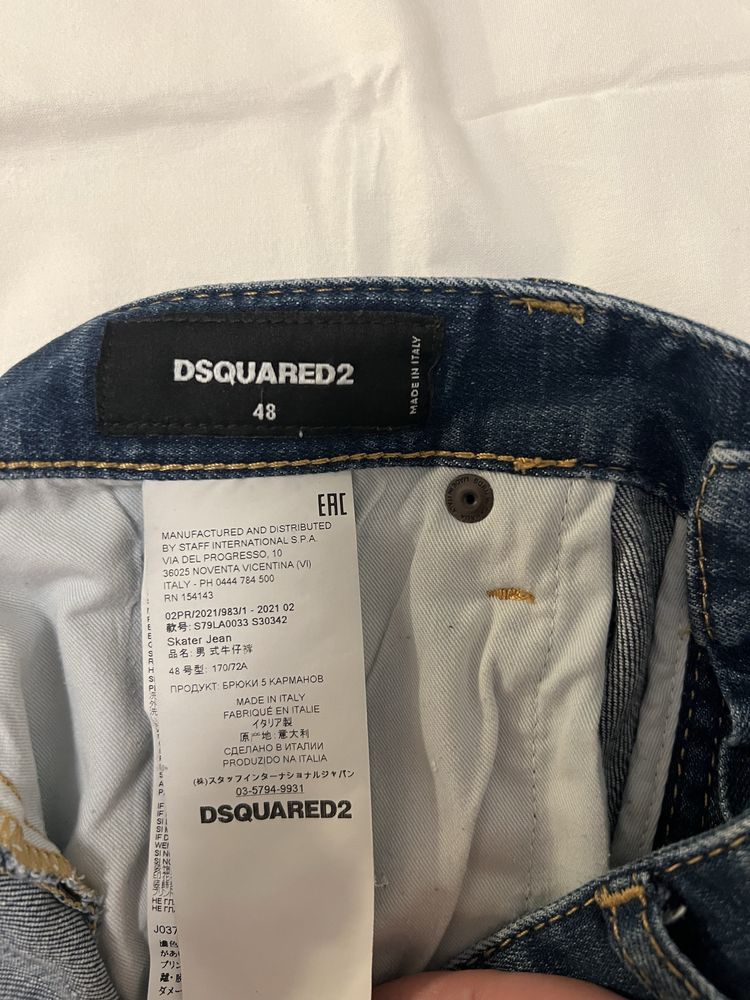 DSQUARED2
48
MADE IN ITALY
EAC
MANUFACTURED AND DISTRIBUTED
BY STAFF INTERNATIONAL S.P.A.
VIA DEL PROGRESSO, 10
36025 NOVENTA VICENTINA (VI)
ITALY - PH 0444 784 500
RN 154143
02PR/2021/983/1 - 2021 02
款号: S79LA0033 S30342
Skater Jean
品名: 男式牛仔裤
48 号型: 170/72A
ПРОДУКТ: БРЮКИ 5 КАРМАНОВ
MADE IN ITALY
FABRIQUÉ EN ITALIE
イタリア製
原产地: 意大利
СДЕЛАНО В ИТАЛИИ
PRODUZIDO NA ITALIA
(株)スタッフインターナショナルジャパン
03-5794-9931
DSQUARED2
J037